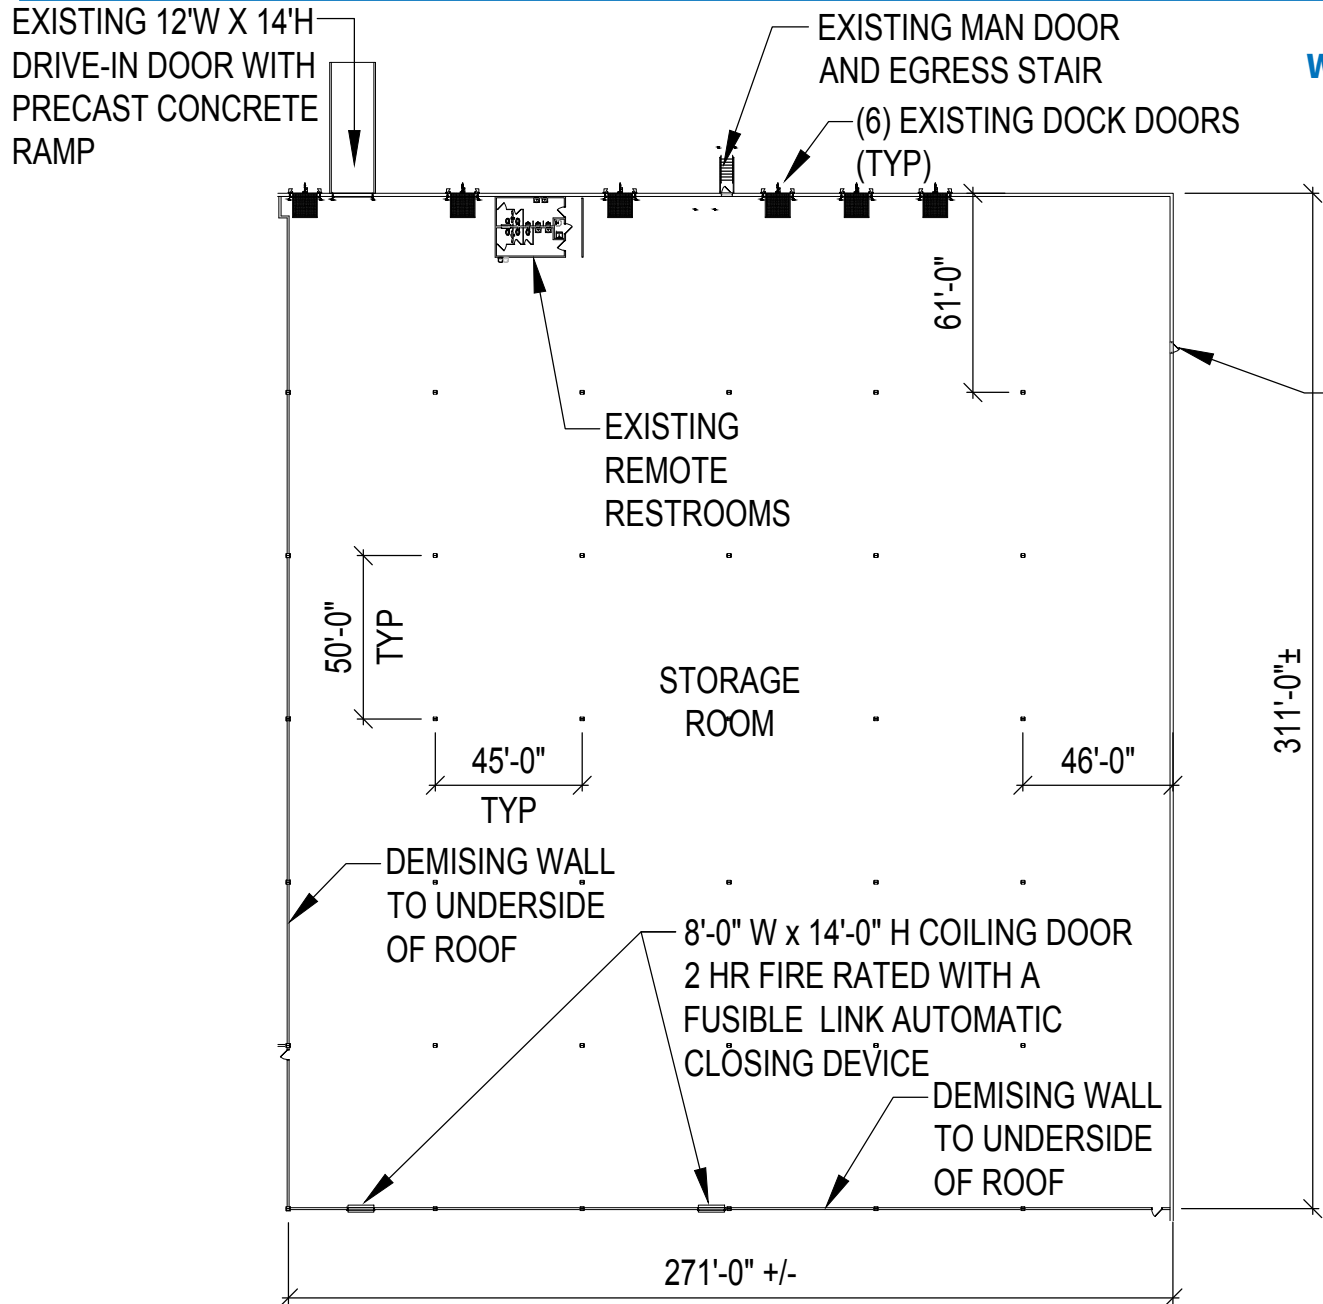 EXISTING 12'W X 14'H
DRIVE-IN DOOR WITH
PRECAST CONCRETE
RAMP
EXISTING MAN DOOR
AND EGRESS STAIR
(6) EXISTING DOCK DOORS
(TYP)
61'-0"
EXISTING
REMOTE
RESTROOMS
50'-0"
TYP
STORAGE
ROOM
45'-0"
TYP
46'-0"
311'-0"±
DEMISING WALL
TO UNDERSIDE
OF ROOF
8'-0" W x 14'-0" H COILING DOOR
2 HR FIRE RATED WITH A
FUSIBLE LINK AUTOMATIC
CLOSING DEVICE
DEMISING WALL
TO UNDERSIDE
OF ROOF
271'-0" +/-